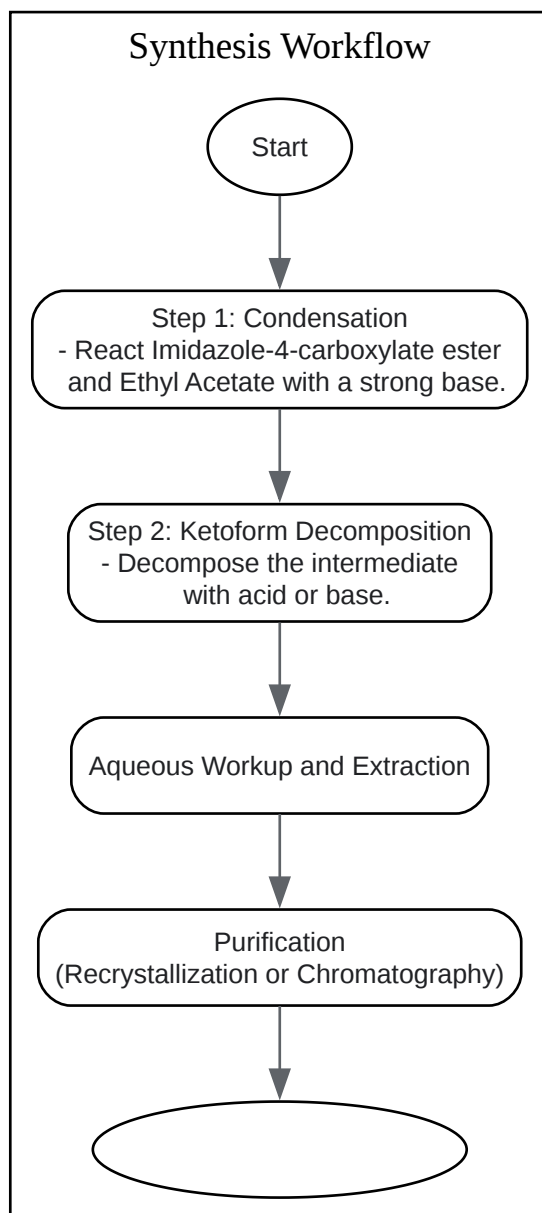 Synthesis Workflow
Start
Step 1: Condensation
- React Imidazole-4-carboxylate ester
and Ethyl Acetate with a strong base.
Step 2: Ketoform Decomposition
- Decompose the intermediate
with acid or base.
Aqueous Workup and Extraction
Purification
(Recrystallization or Chromatography)